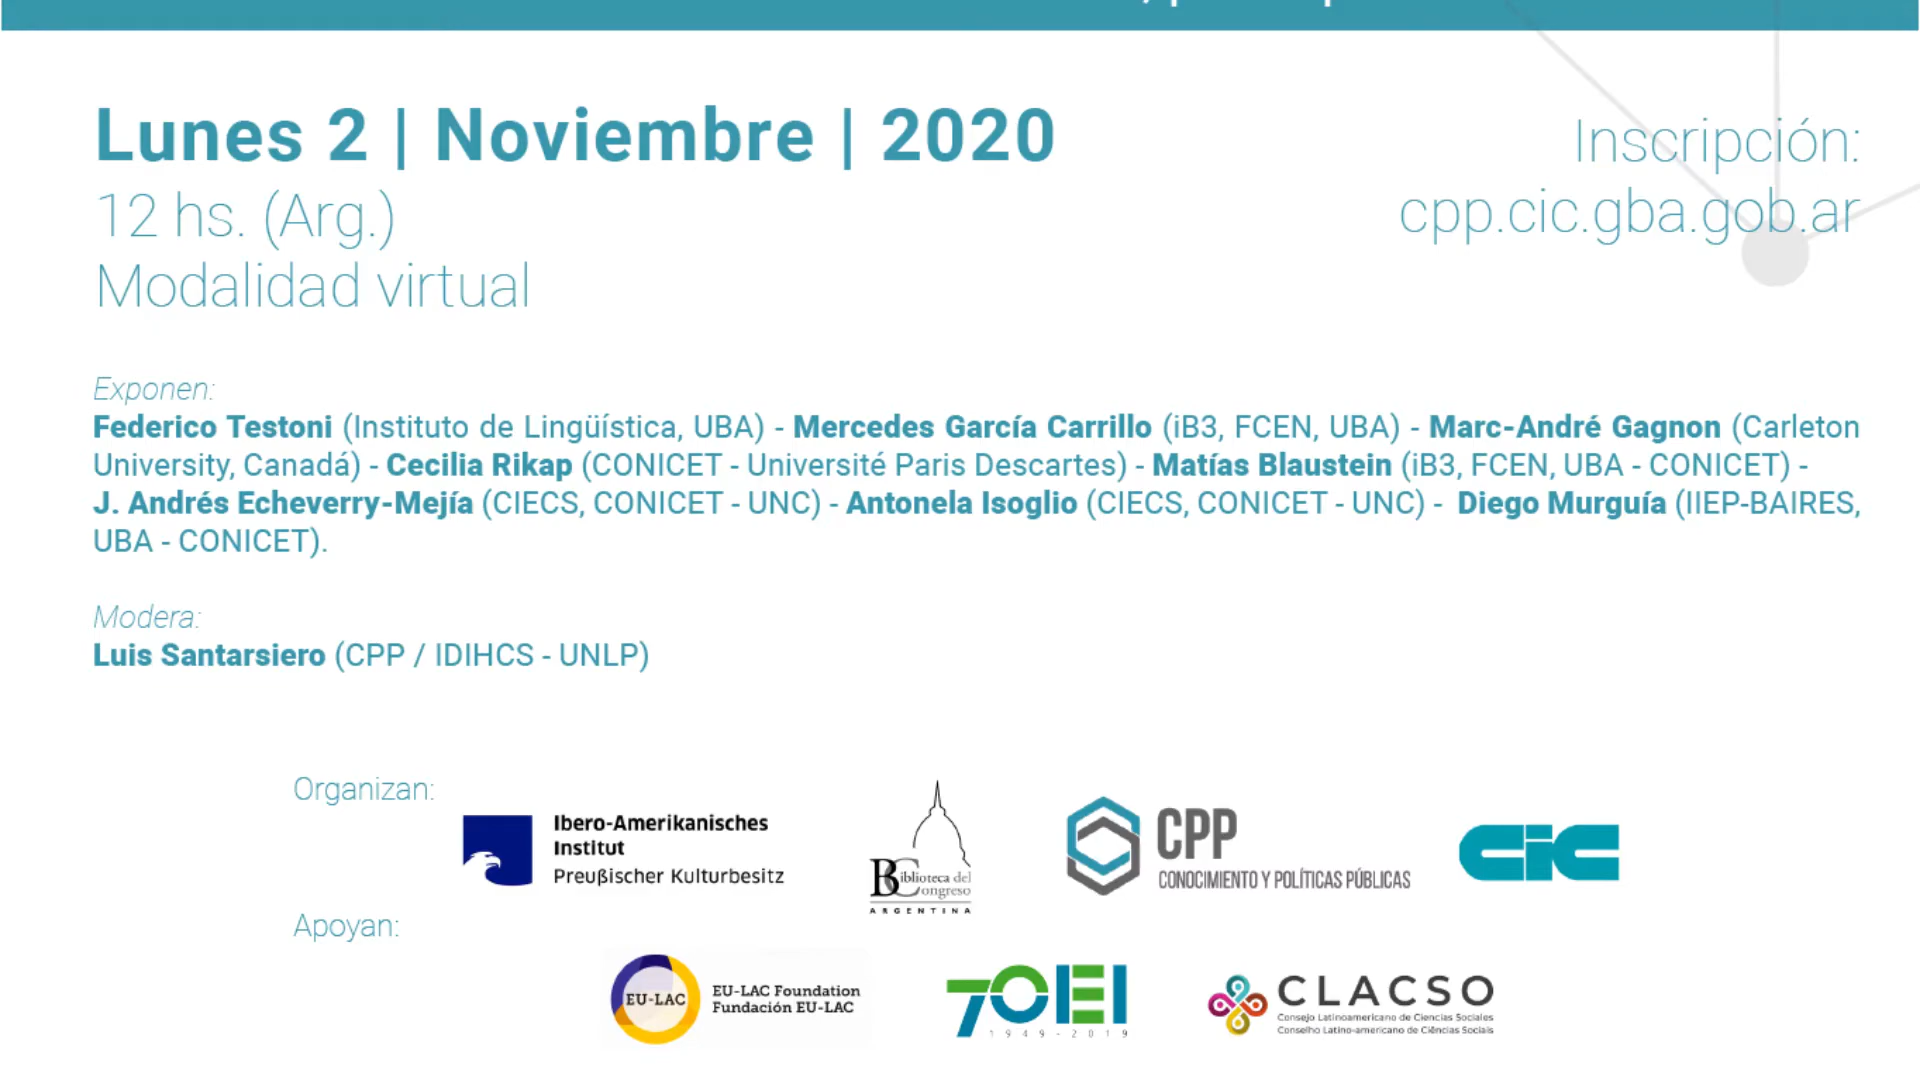 Lunes 2 | Noviembre | 2020
12 hs. (Arg.)
Modalidad virtual
Inscripción:
cpp.cic.gba.gob.ar
Exponen:
Federico Testoni (Instituto de Lingüística, UBA) - Mercedes García Carrillo (iB3, FCEN, UBA) - Marc-André Gagnon (Carleton
University, Canadá) - Cecilia Rikap (CONICET - Université Paris Descartes) - Matías Blaustein (iB3, FCEN, UBA - CONICET) -
J. Andrés Echeverry-Mejía (CIECS, CONICET - UNC) - Antonela Isoglio (CIECS, CONICET - UNC) - Diego Murguía (IIEP-BAIRES,
UBA - CONICET).
Modera:
Luis Santarsiero (CPP / IDIHCS - UNLP)
Organizan:
Ibero-Amerikanisches
Institut
Preußischer Kulturbesitz
Biblioteca del
Congreso
ARGENTINA
CPP
CONOCIMIENTO Y POLÍTICAS PÚBLICAS
CiC
Apoyan:
EU-LAC
EU-LAC Foundation
Fundación EU-LAC
70EI
1949-2019
CLACSO
Consejo Latinoamericano de Ciencias Sociales
Conselho Latino-americano de Ciências Sociais